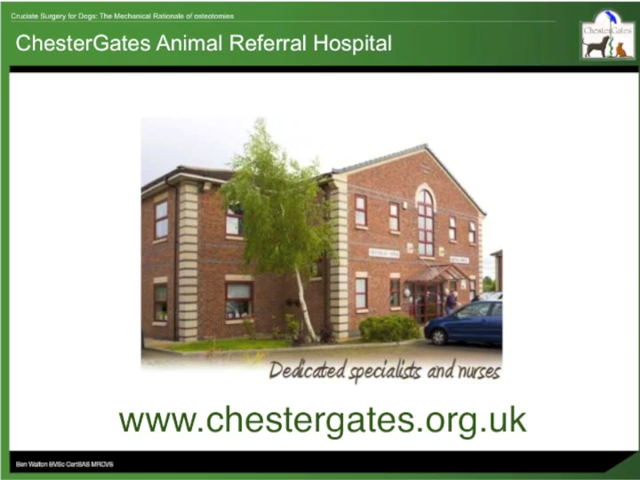 Cruciate Surgery for Dogs: The Mechanical Rationale of osteotomies
ChesterGates Animal Referral Hospital
ChesterGates
Dedicated specialists and nurses
www.chestergates.org.uk
Ben Walton BVSc CertSAS MRCVS